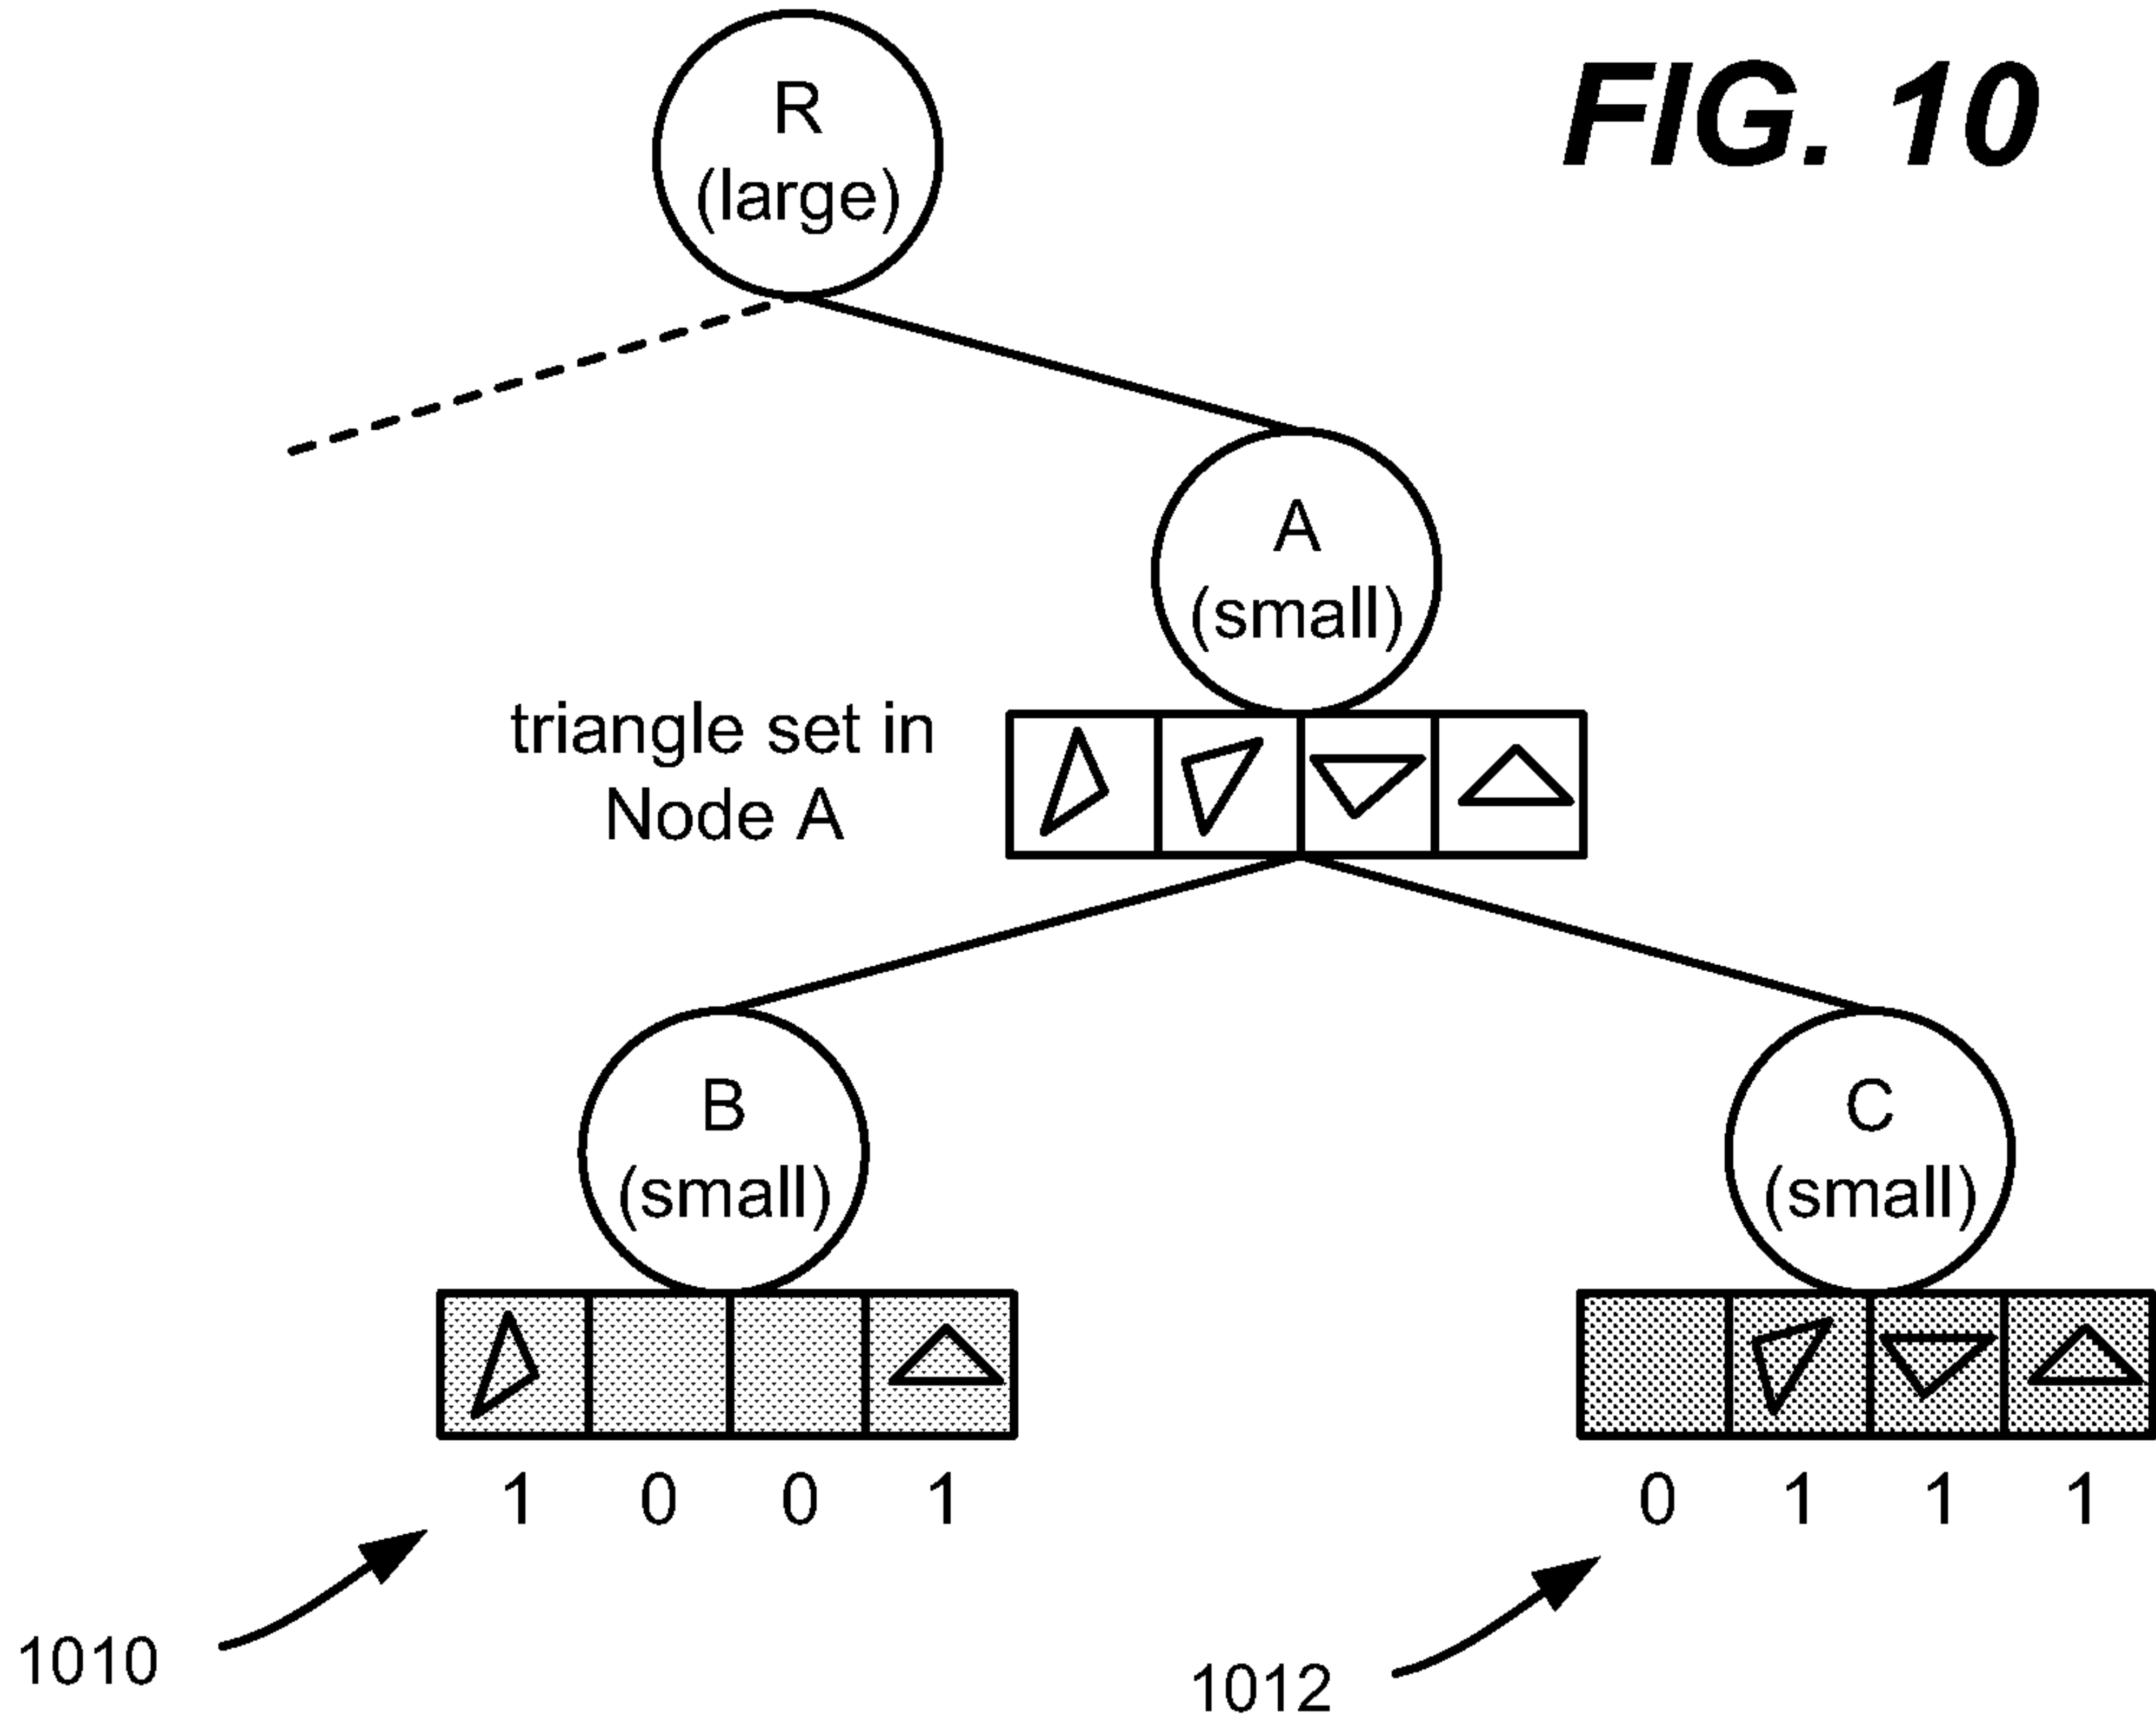 FIG. 10
R
(large)
A
(small)
triangle set in
Node A
B
(small)
C
(small)
1 0 0 1
0 1 1 1
1010
1012